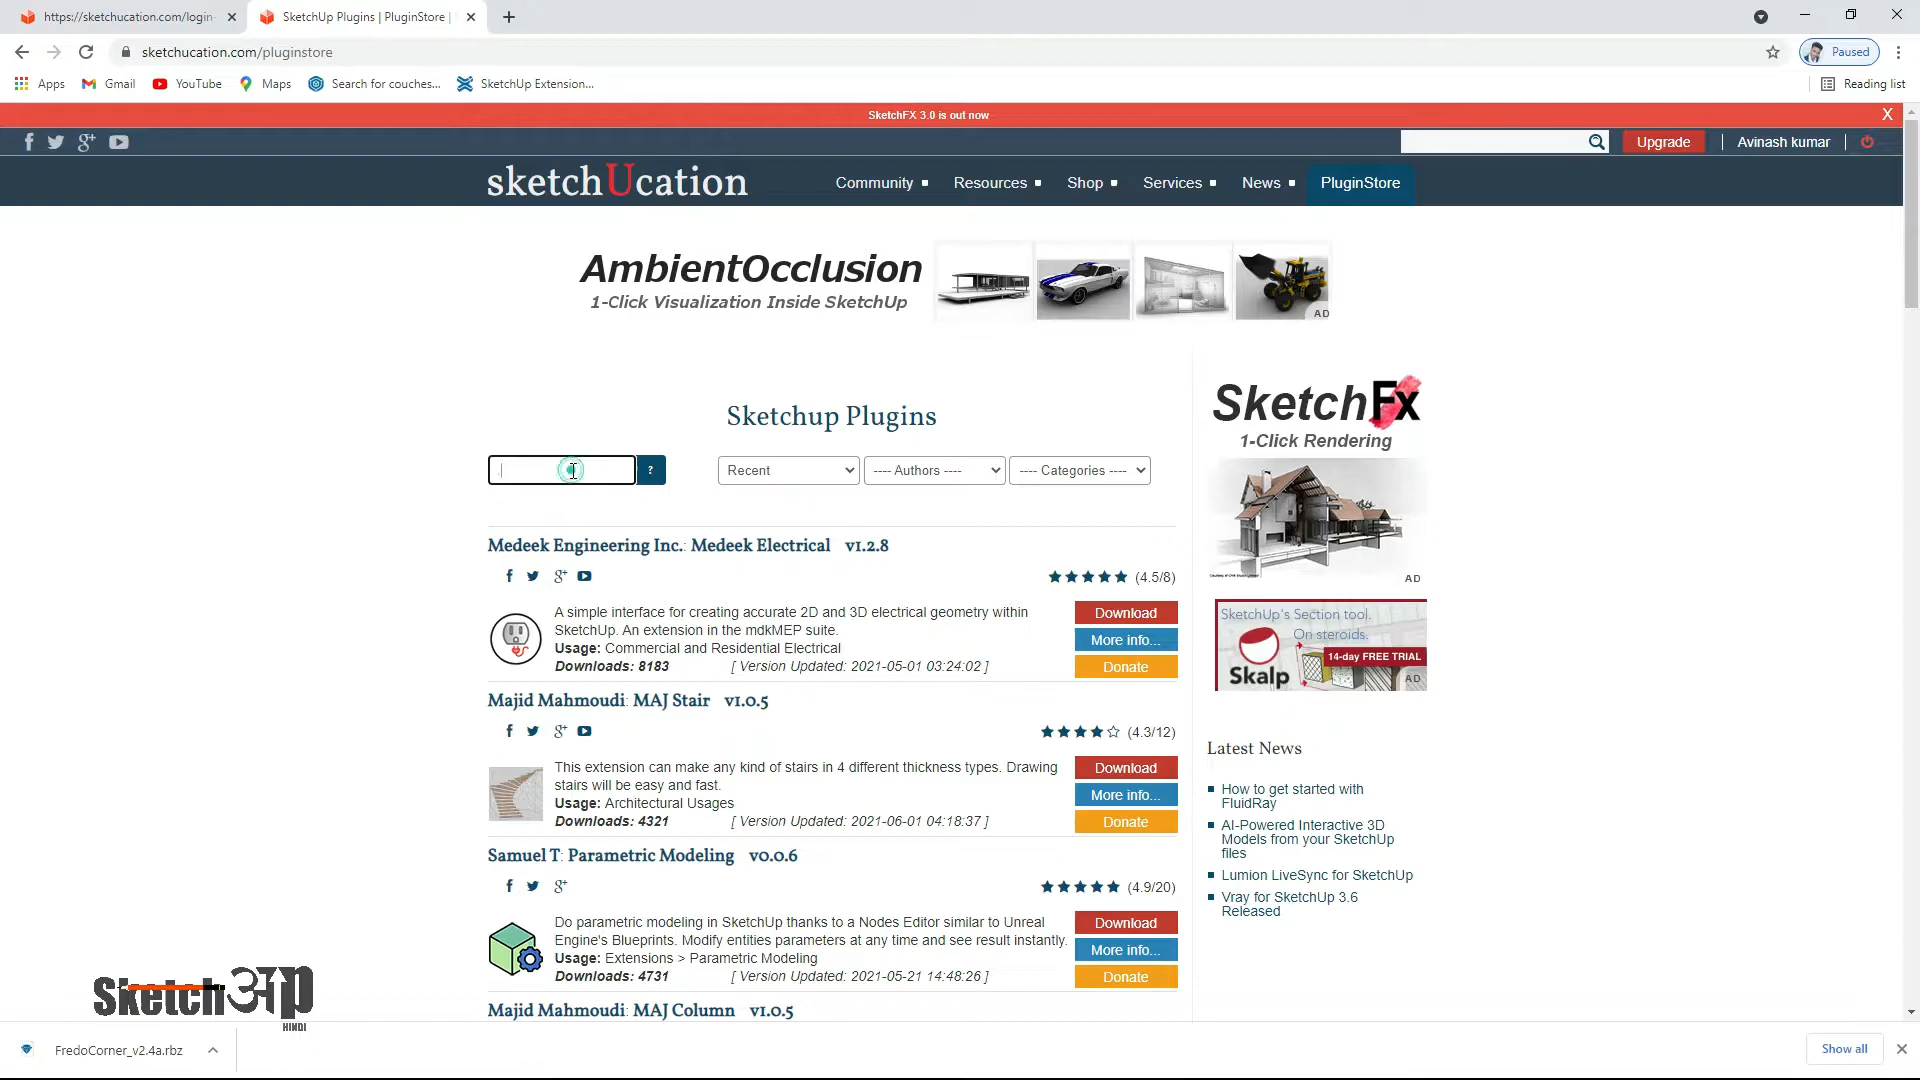 https://sketchucation.com/login
SketchUp Plugins | PluginStore |
sketchucation.com/pluginstore
Paused
Apps
Gmail
YouTube
Maps
Search for couches...
SketchUp Extension...
Reading list
SketchFX 3.0 is out now
X
Upgrade
Avinash kumar
sketchUcation
Community
Resources
Shop
Services
News
PluginStore
AmbientOcclusion
1-Click Visualization Inside SketchUp
AD
Sketchup Plugins
?
Recent
---- Authors ----
---- Categories ----
Medeek Engineering Inc.: Medeek Electrical v1.2.8
(4.5/8)
A simple interface for creating accurate 2D and 3D electrical geometry within
SketchUp. An extension in the mdkMEP suite.
Usage: Commercial and Residential Electrical
Downloads: 8183 [ Version Updated: 2021-05-01 03:24:02 ]
Download
More info...
Donate
Majid Mahmoudi: MAJ Stair v1.0.5
(4.3/12)
This extension can make any kind of stairs in 4 different thickness types. Drawing
stairs will be easy and fast.
Usage: Architectural Usages
Downloads: 4321 [ Version Updated: 2021-06-01 04:18:37 ]
Download
More info...
Donate
Samuel T: Parametric Modeling v0.0.6
(4.9/20)
Do parametric modeling in SketchUp thanks to a Nodes Editor similar to Unreal
Engine's Blueprints. Modify entities parameters at any time and see result instantly.
Usage: Extensions > Parametric Modeling
Downloads: 4731 [ Version Updated: 2021-05-21 14:48:26 ]
Download
More info...
Donate
Majid Mahmoudi: MAJ Column v1.0.5
SketchFx
1-Click Rendering
AD
SketchUp's Section tool.
On steroids.
14-day FREE TRIAL
Skalp
AD
Latest News
How to get started with
FluidRay
AI-Powered Interactive 3D
Models from your SketchUp
files
Lumion LiveSync for SketchUp
Vray for SketchUp 3.6
Released
Sketchअप
HINDI
FredoCorner_v2.4a.rbz
Show all